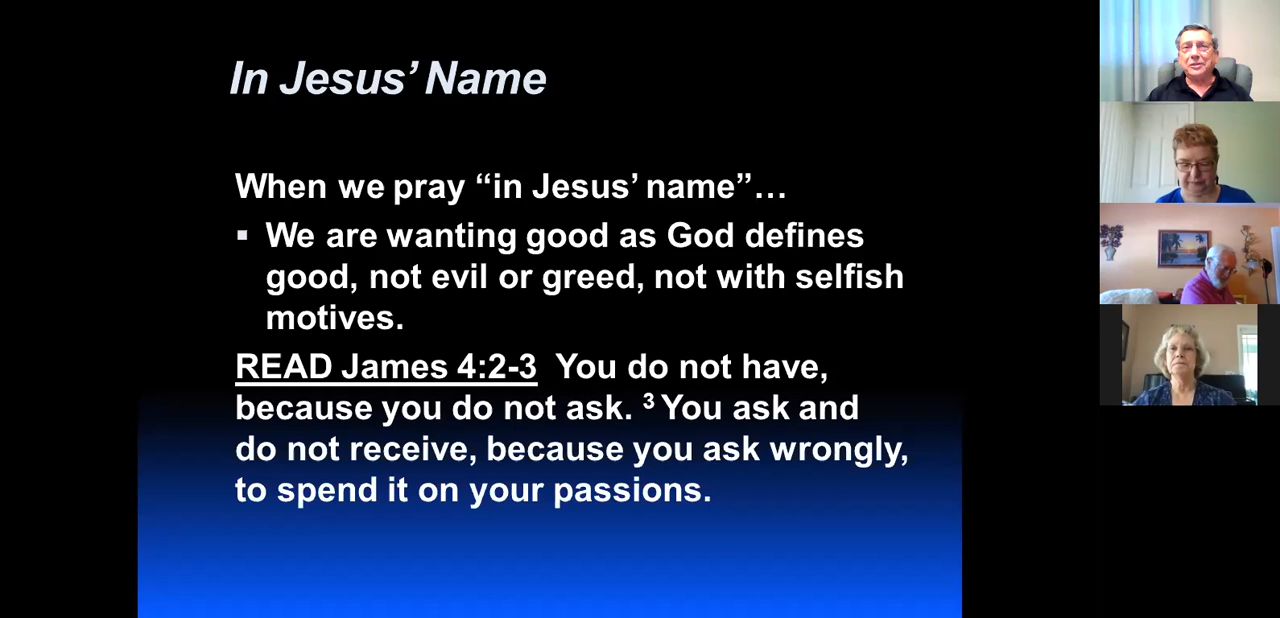 In Jesus’ Name
When we pray “in Jesus’ name”…
▪ We are wanting good as God defines
good, not evil or greed, not with selfish
motives.
READ James 4:2-3 You do not have,
because you do not ask. ³ You ask and
do not receive, because you ask wrongly,
to spend it on your passions.